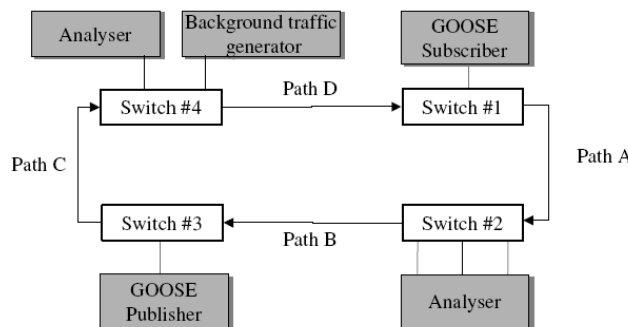 Analyser
Background traffic
generator
GOOSE
Subscriber
Path D
Switch #4
Switch #1
Path C
Path A
Switch #3
Switch #2
Path B
GOOSE
Publisher
Analyser